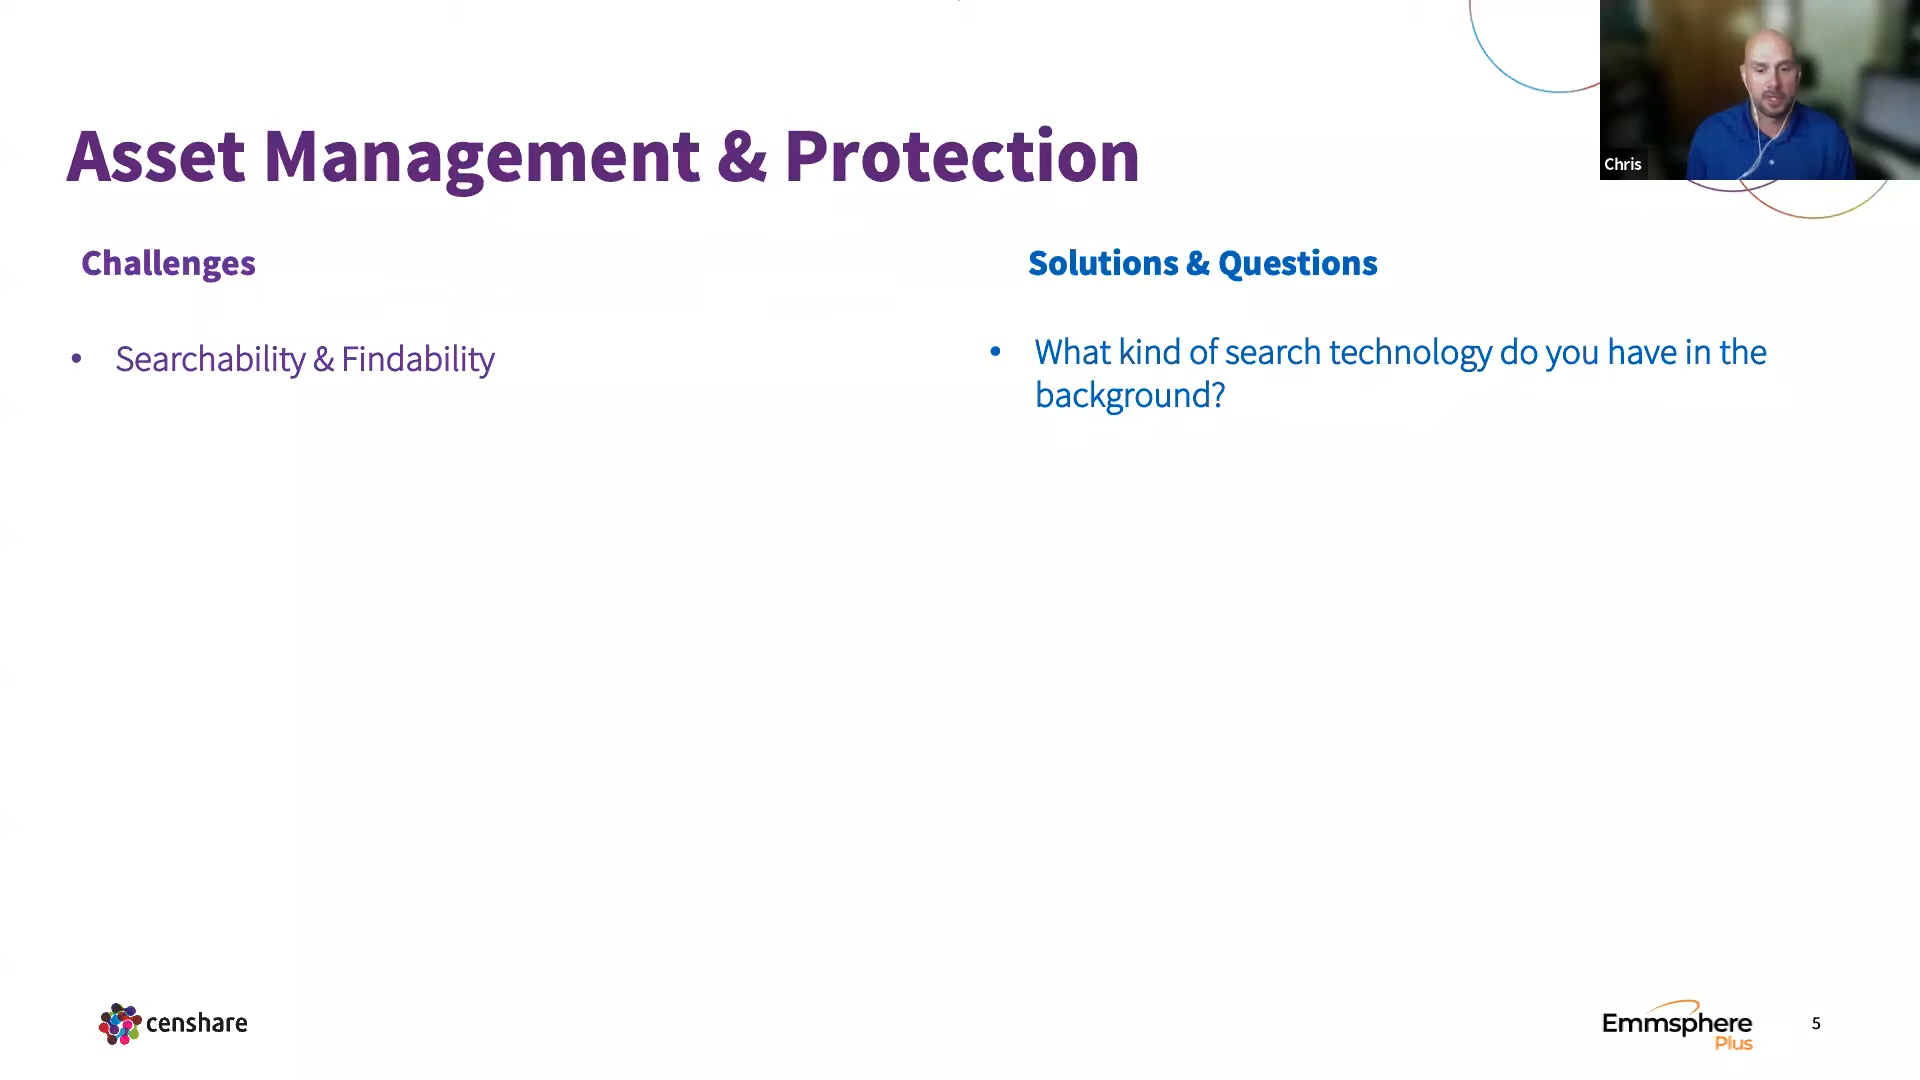 Asset Management & Protection
Chris
Challenges
• Searchability & Findability
Solutions & Questions
• What kind of search technology do you have in the
background?
censhare
Emmsphere
Plus
5